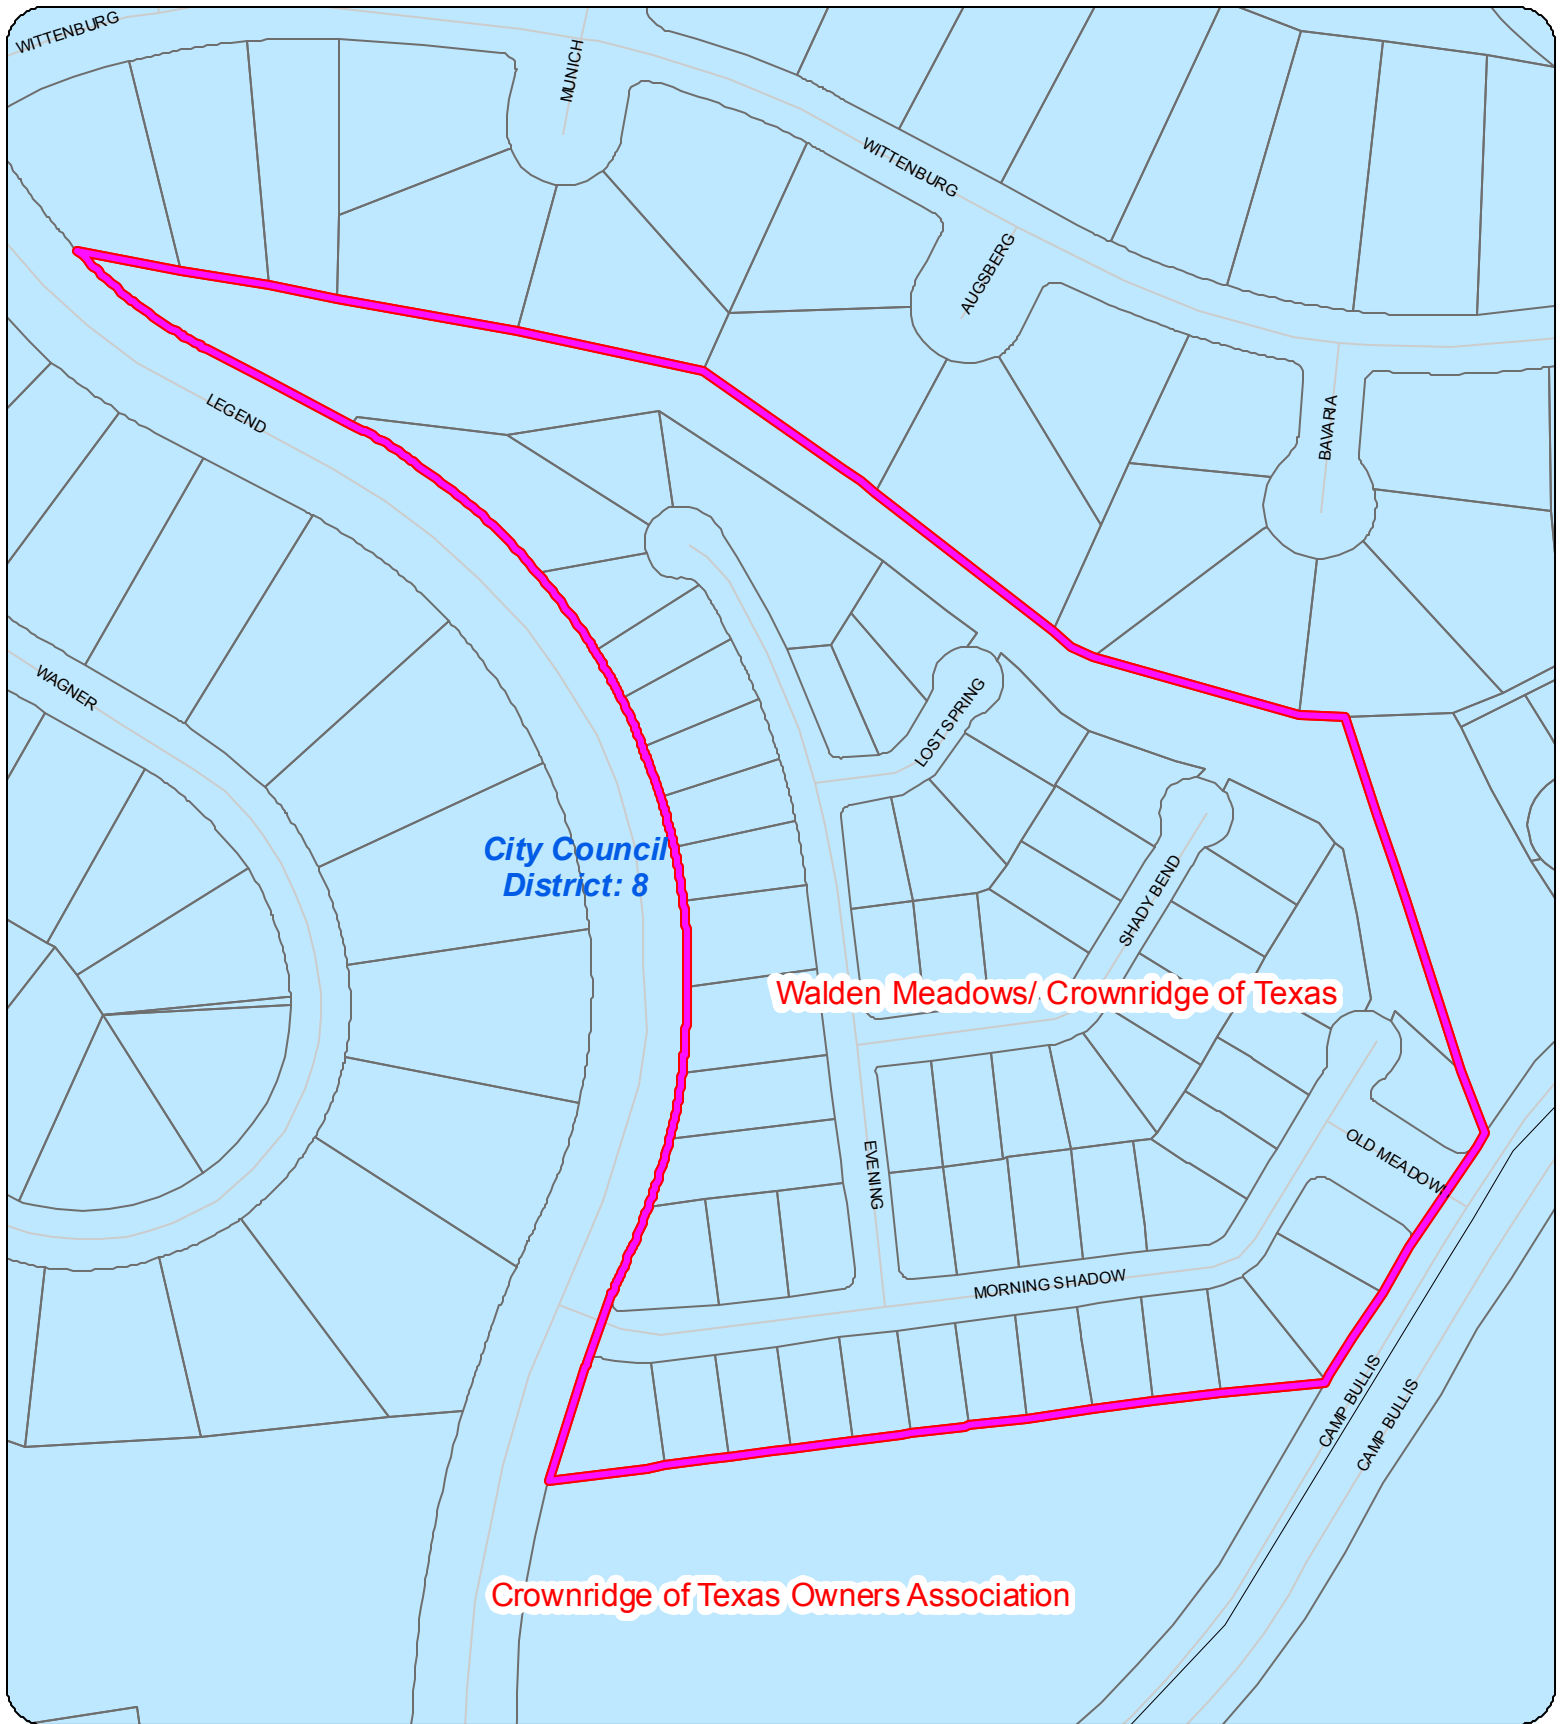 WITTENBURG
MUNICH
WITTENBURG
AUGSBERG
BAVARIA
LEGEND
WAGNER
LOST SPRING
City Council
District: 8
SHADY BEND
Walden Meadows/ Crownridge of Texas
EVENING
OLD MEADOW
MORNING SHADOW
CAMP BULLIS
CAMP BULLIS
Crownridge of Texas Owners Association